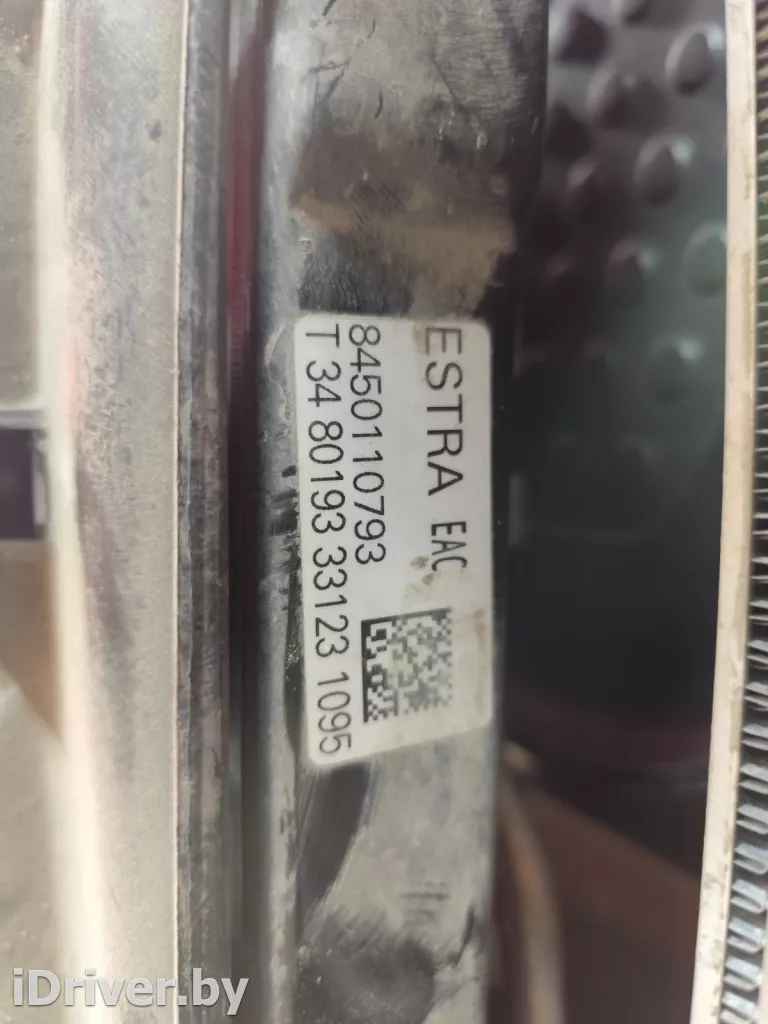 ESTRA EAC
8450110793
T 34 80193 33123 1095
iDriver.by